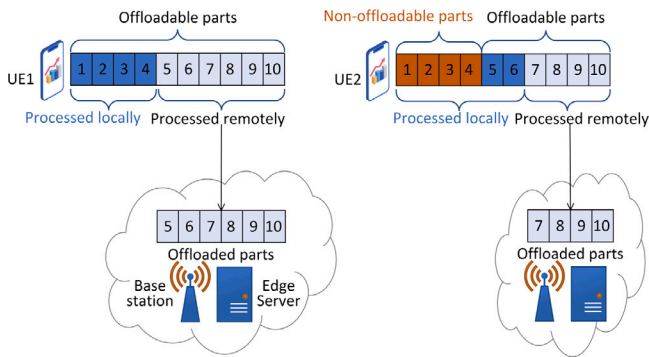 Offloadable parts
UE1
1 2 3 4 5 6 7 8 9 10
Processed locally Processed remotely
5 6 7 8 9 10
Offloaded parts
Base station
Edge Server
Non-offloadable parts Offloadable parts
UE2
1 2 3 4 5 6 7 8 9 10
Processed locally Processed remotely
7 8 9 10
Offloaded parts